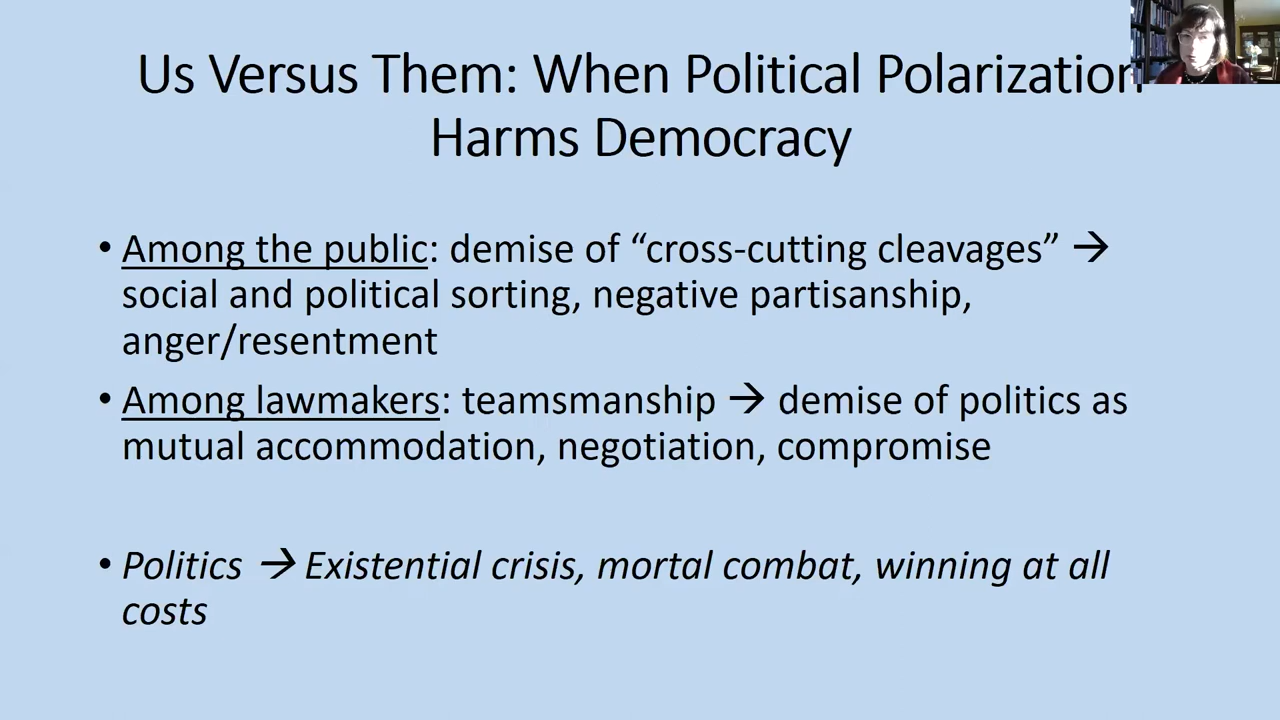 Us Versus Them: When Political Polarization
Harms Democracy
• Among the public: demise of “cross-cutting cleavages” →
social and political sorting, negative partisanship,
anger/resentment
• Among lawmakers: teamsmanship → demise of politics as
mutual accommodation, negotiation, compromise
• Politics → Existential crisis, mortal combat, winning at all
costs